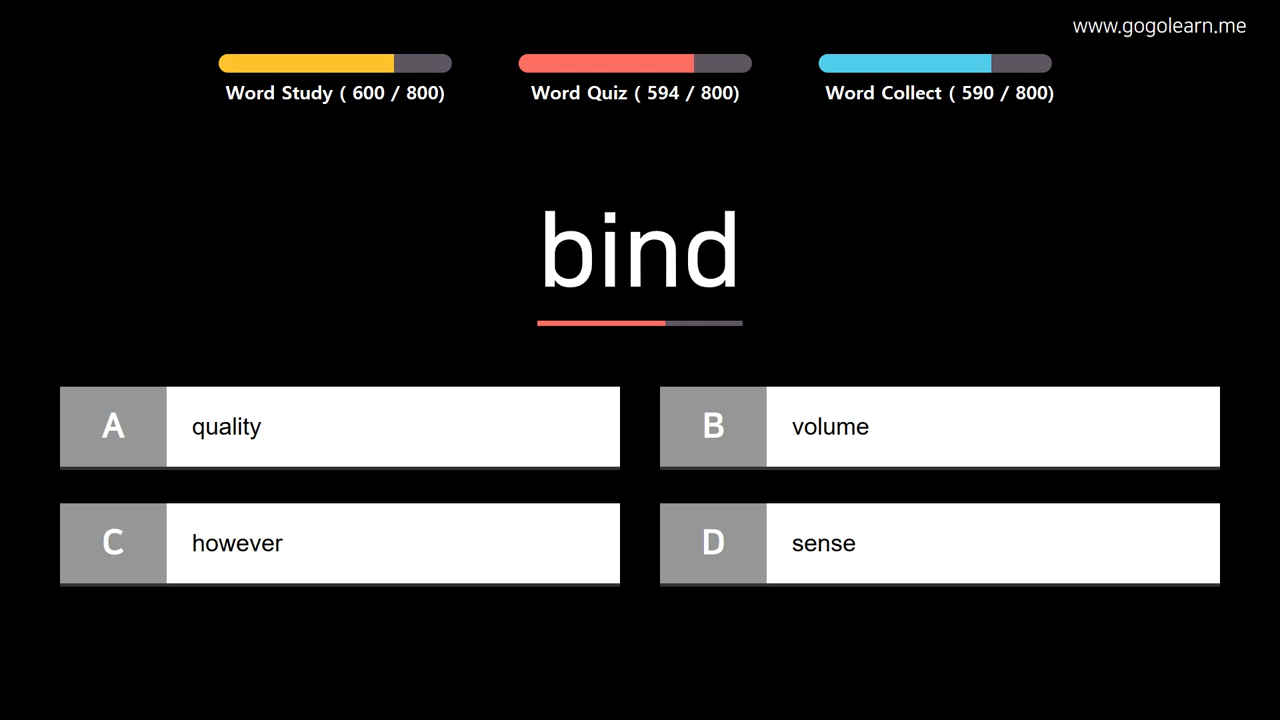 www.gogolearn.me
Word Study ( 600 / 800)
Word Quiz ( 594 / 800)
Word Collect ( 590 / 800)
bind
A quality
B volume
C however
D sense